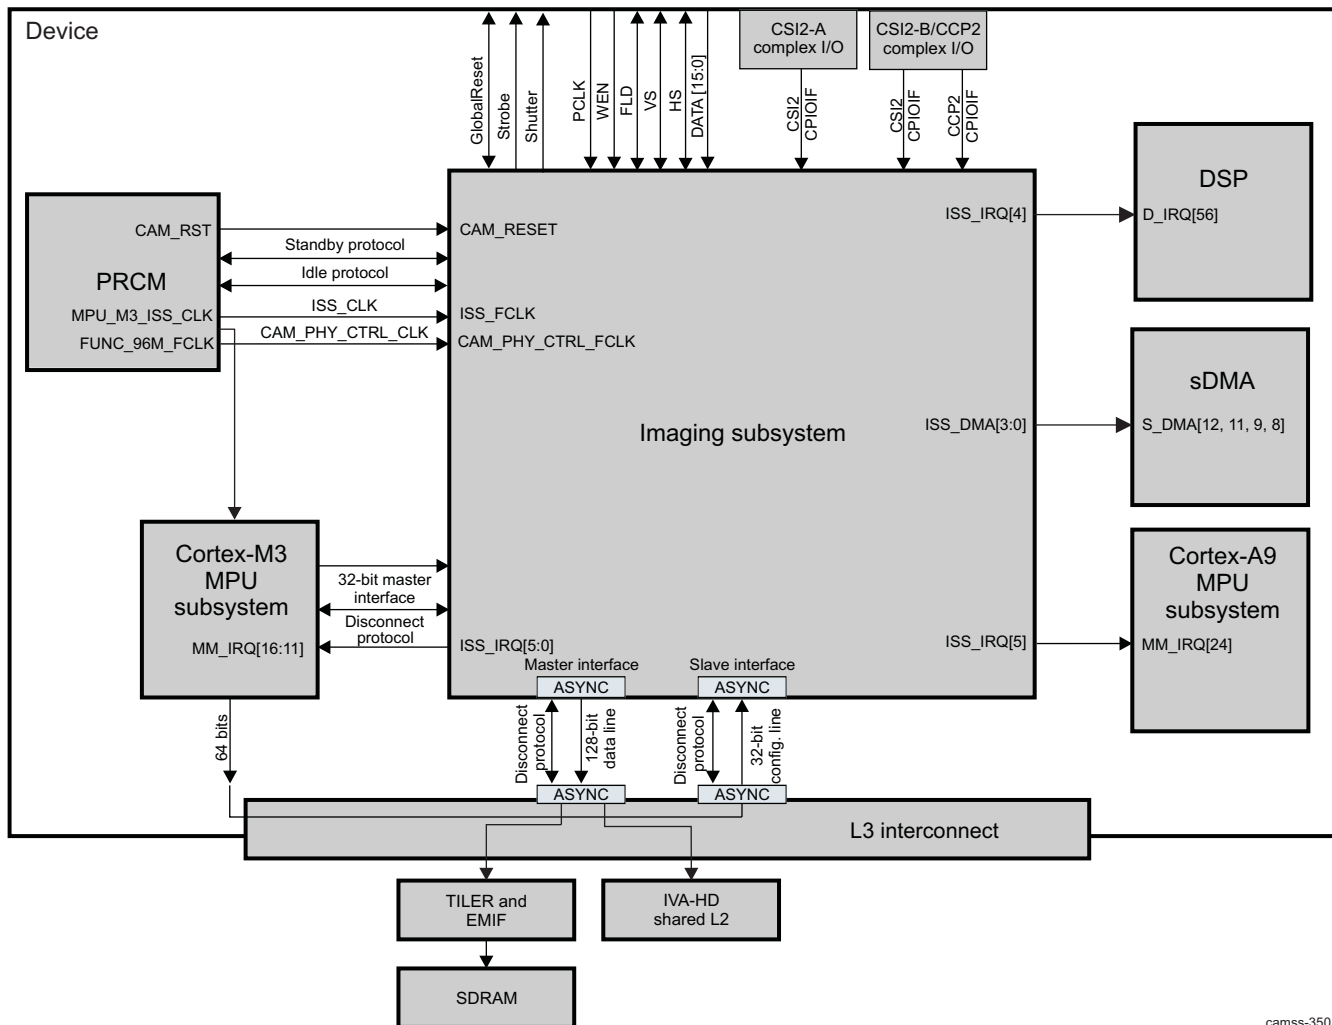 Device
GlobalReset
Strobe
Shutter
PCLK
WEN
FLD
VS
HS
DATA [15:0]
CSI2-A
complex I/O
CSI2-B/CCP2
complex I/O
CSI2
CPIOIF
CSI2
CPIOIF
CCP2
CPIOIF
PRCM
CAM_RST
MPU_M3_ISS_CLK
FUNC_96M_FCLK
Standby protocol
Idle protocol
ISS_CLK
CAM_PHY_CTRL_CLK
CAM_RESET
ISS_FCLK
CAM_PHY_CTRL_FCLK
Imaging subsystem
ISS_IRQ[4]
ISS_DMA[3:0]
ISS_IRQ[5]
DSP
D_IRQ[56]
sDMA
S_DMA[12, 11, 9, 8]
Cortex-A9
MPU
subsystem
MM_IRQ[24]
Cortex-M3
MPU
subsystem
MM_IRQ[16:11]
32-bit master
interface
Disconnect
protocol
ISS_IRQ[5:0]
Master interface
ASYNC
Slave interface
ASYNC
64 bits
Disconnect
protocol
128-bit
data line
Disconnect
protocol
32-bit
config. line
ASYNC
ASYNC
L3 interconnect
TILER and
EMIF
IVA-HD
shared L2
SDRAM
camss-350